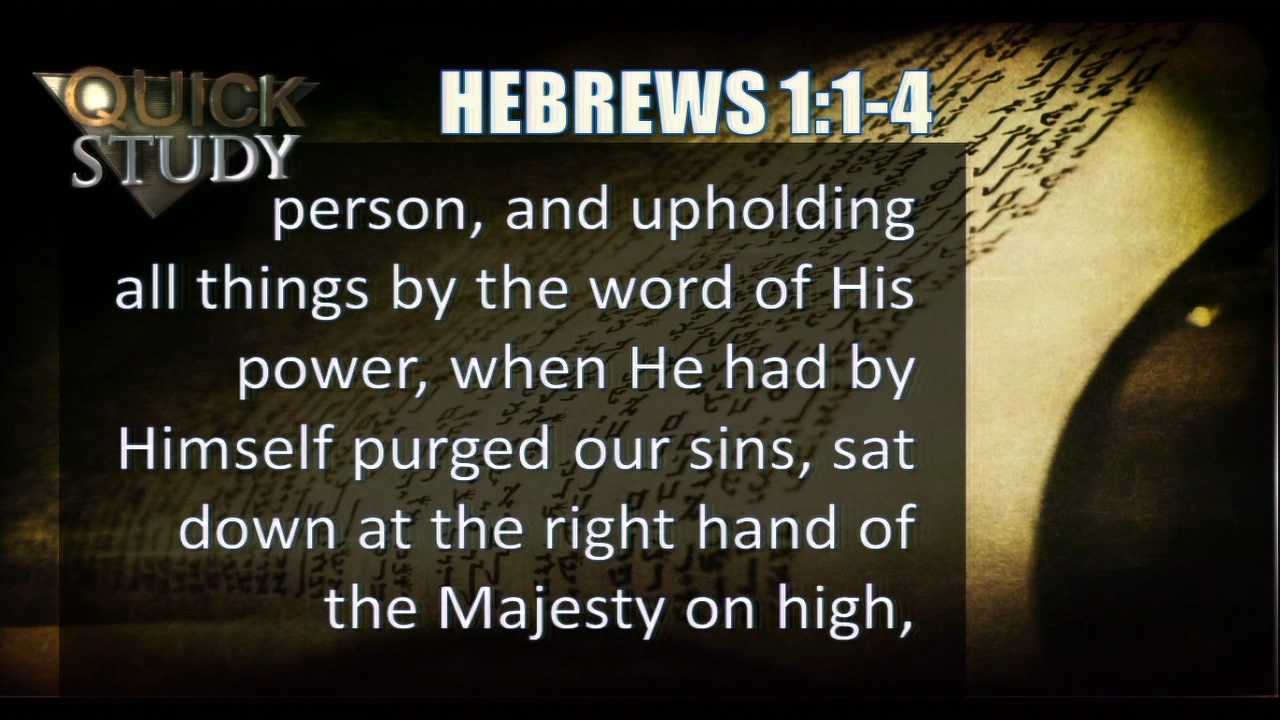 QUICK
STUDY
HEBREWS 1:1-4
person, and upholding
all things by the word of His
power, when He had by
Himself purged our sins, sat
down at the right hand of
the Majesty on high,